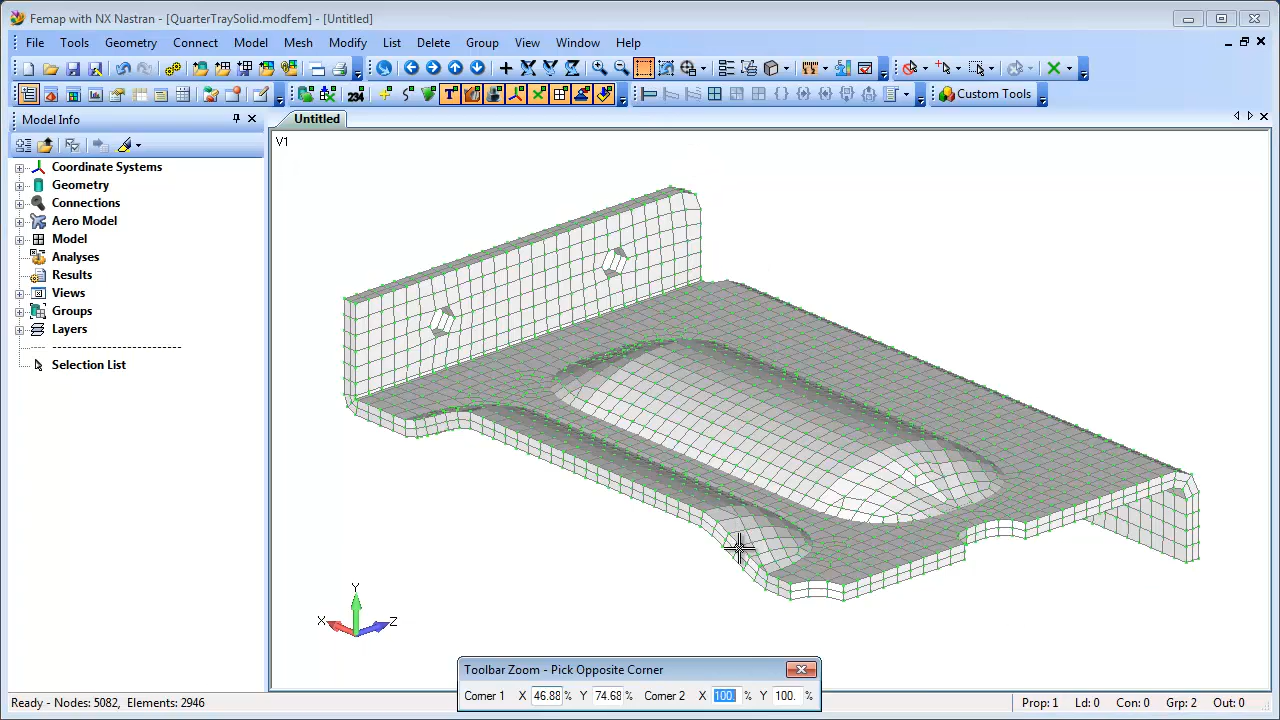 Femap with NX Nastran - [QuarterTraySolid.modfem] - [Untitled]
File Tools Geometry Connect Model Mesh Modify List Delete Group View Window Help
234 T Custom Tools
Model Info
Untitled
V1
Coordinate Systems
Geometry
Connections
Aero Model
Model
Analyses
Results
Views
Groups
Layers
Selection List
Y
X
Z
Toolbar Zoom - Pick Opposite Corner
Corner 1 X 46.88 % Y 74.68 % Corner 2 X 100. % Y 100. %
Ready - Nodes: 5082, Elements: 2946 Prop: 1 Ld: 0 Con: 0 Grp: 2 Out: 0